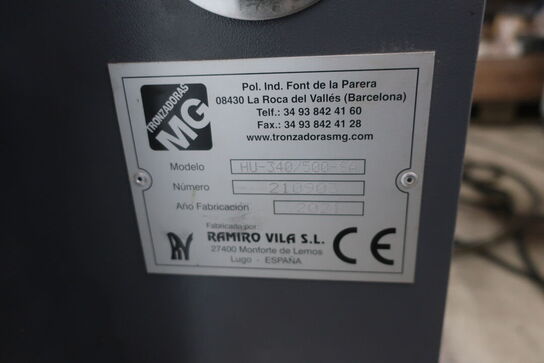 TRONZADORAS
MG
Pol. Ind. Font de la Parera
08430 La Roca del Vallés (Barcelona)
Telf.: 34 93 842 41 60
Fax.: 34 93 842 41 28
www.tronzadorasmg.com
Modelo HU-340/500-SA
Número
Año Fabricación 2021
Fabricado por:
RAMIRO VILA S.L.
27400 Monforte de Lemos
Lugo - ESPAÑA
CE